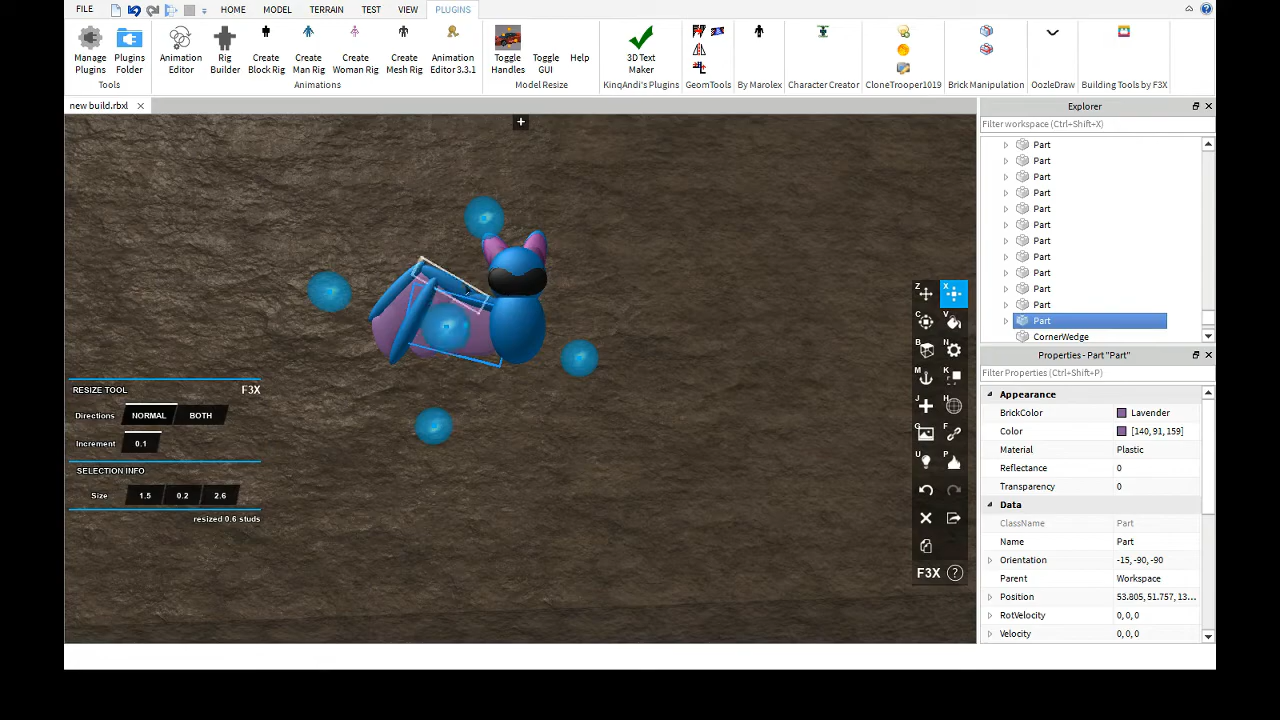 FILE HOME MODEL TERRAIN TEST VIEW PLUGINS
Manage Plugins
Plugins Folder
Tools
Animation Editor
Rig Builder
Create Block Rig
Create Man Rig
Create Woman Rig
Create Mesh Rig
Animation Editor 3.3.1
Animations
Toggle Handles
Toggle GUI
Help
Model Resize
3D Text Maker
KinqAndi's Plugins
GeomTools
By Marolex
Character Creator
CloneTrooper1019
Brick Manipulation
OozleDraw
Building Tools by F3X
new build.rbxl
Explorer
Filter workspace (Ctrl+Shift+X)
Part
Part
Part
Part
Part
Part
Part
Part
Part
Part
Part
Part
CornerWedge
Z X
C V
B N
M K
J H
G F
U P
F3X ?
RESIZE TOOL F3X
Directions NORMAL BOTH
Increment 0.1
SELECTION INFO
Size 1.5 0.2 2.6
resized 0.6 studs
Properties - Part "Part"
Filter Properties (Ctrl+Shift+P)
Appearance
BrickColor Lavender
Color [140, 91, 159]
Material Plastic
Reflectance 0
Transparency 0
Data
ClassName Part
Name Part
Orientation -15, -90, -90
Parent Workspace
Position 53.805, 51.757, 13...
RotVelocity 0, 0, 0
Velocity 0, 0, 0